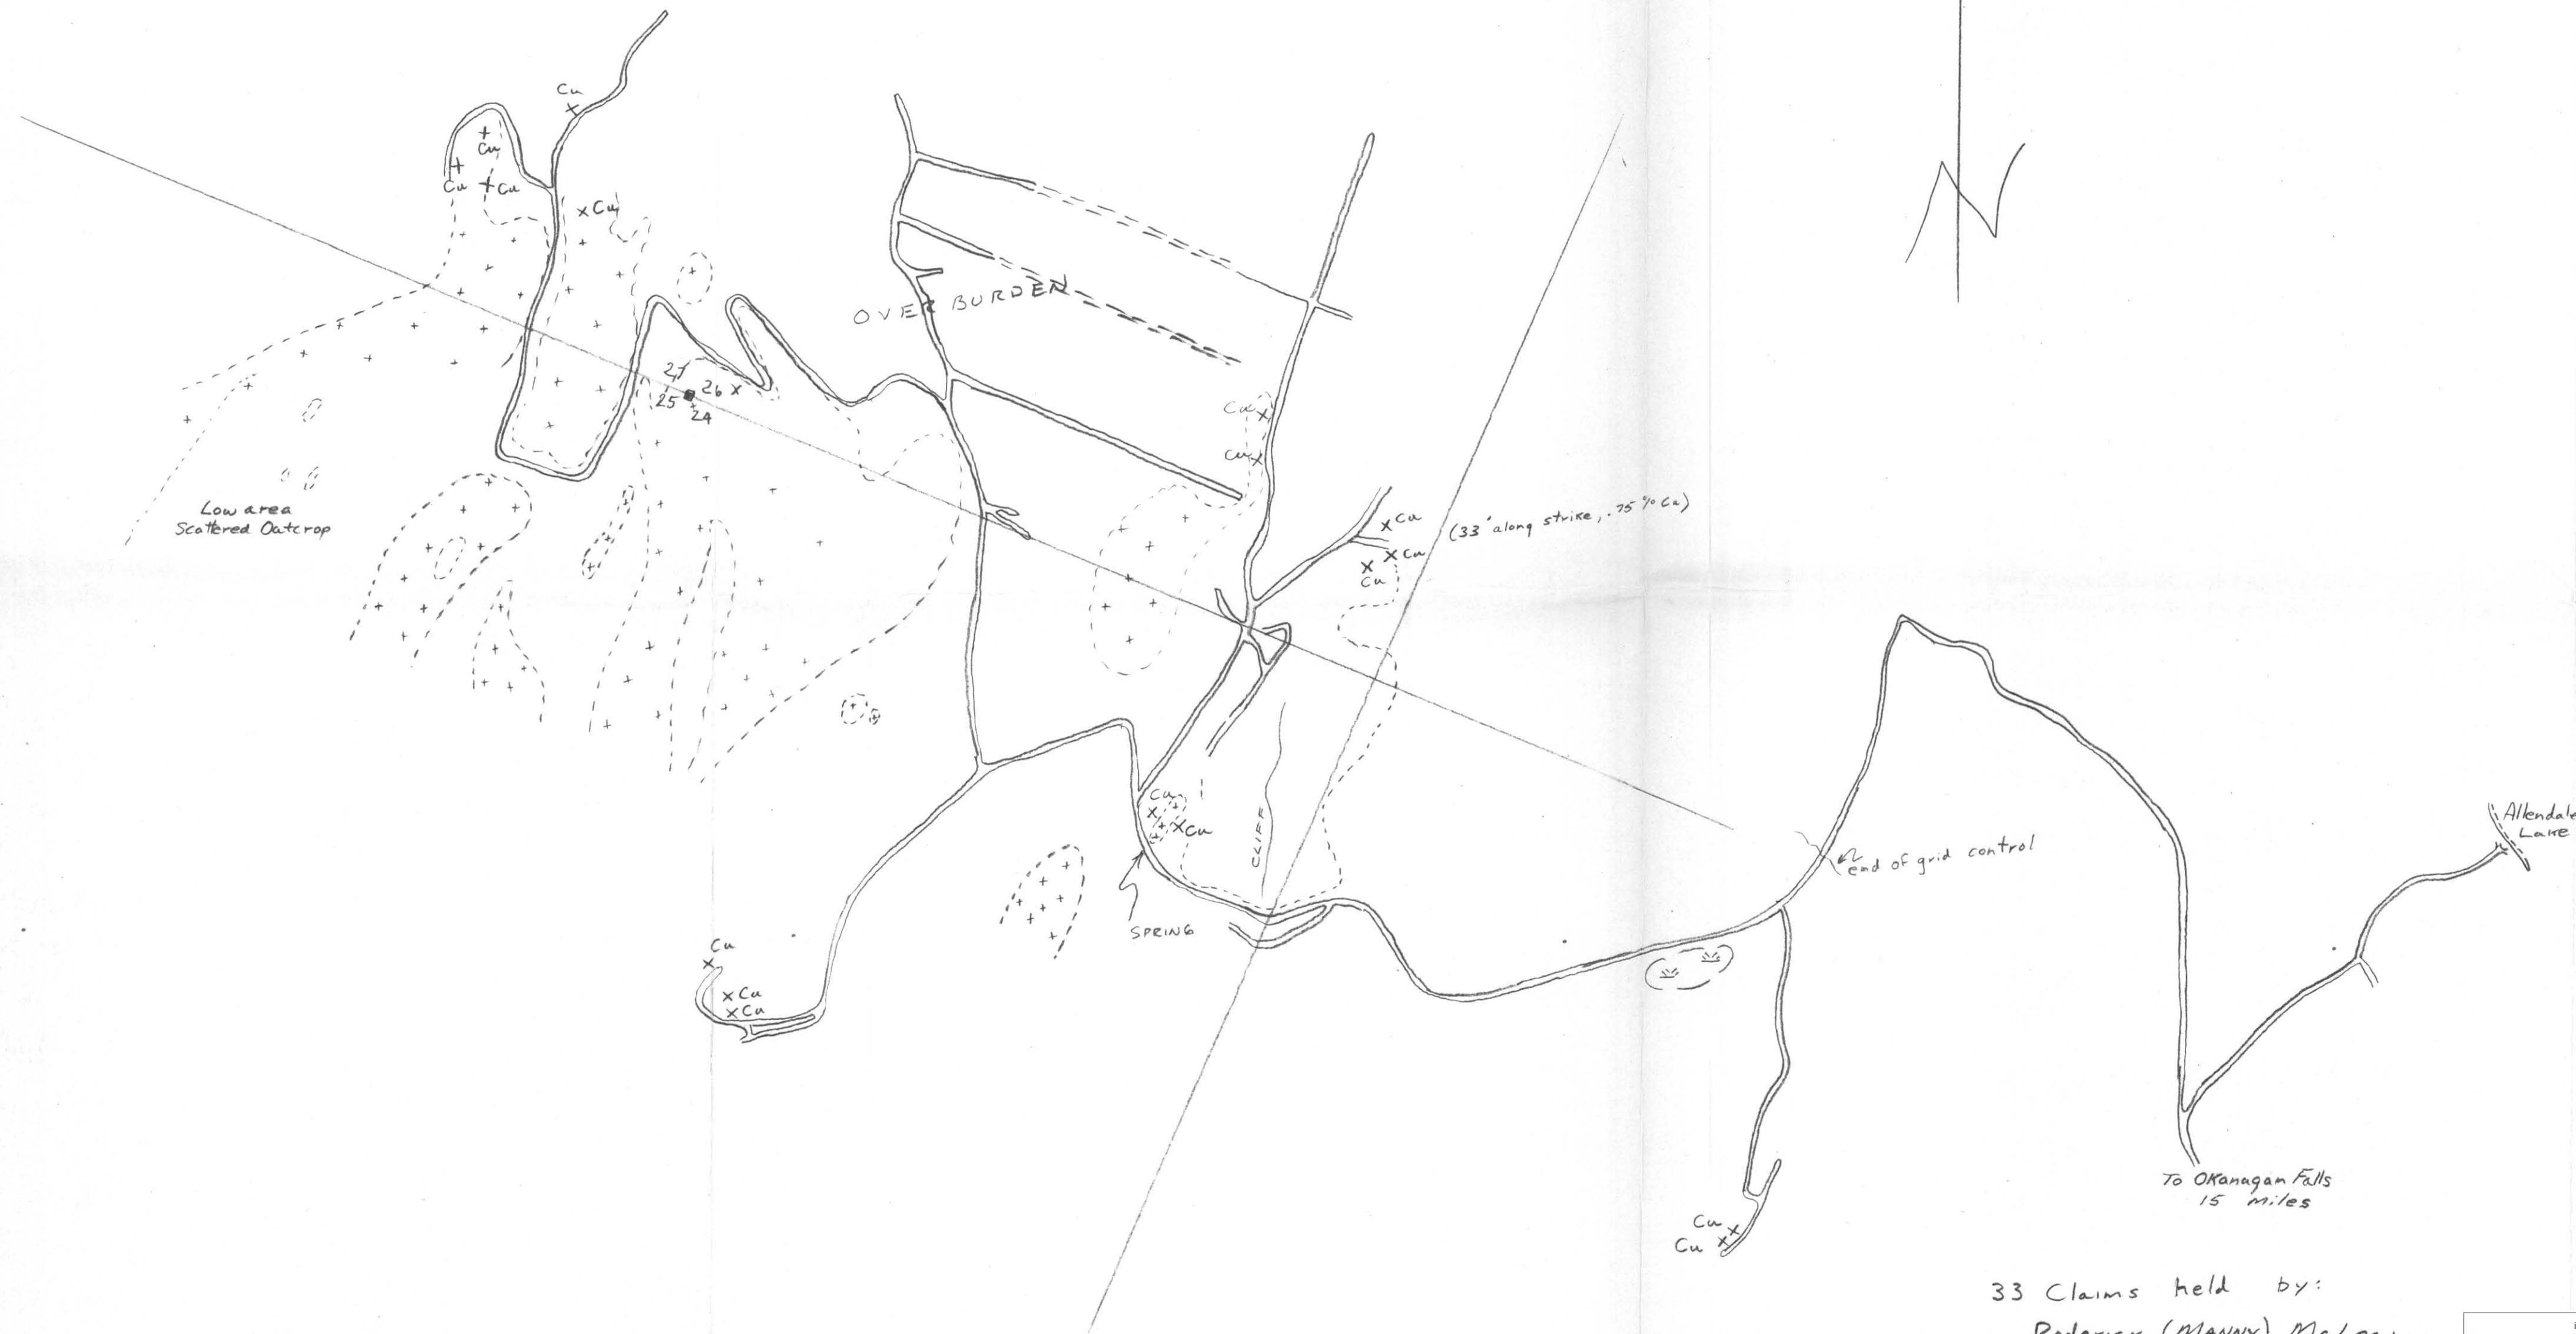 Cu
Cu
Cu
Cu
Cu
N
OVER BURDEN
27
26
25
24
Cu
Cu
Low area
Scattered Outcrop
Cu
(33' along strike, .75% Cu)
Cu
Cu
Cu
Cu
CLIFF
Allendale
Lake
end of grid control
SPRING
Cu
Cu
Cu
To Okanagan Falls
15 miles
Cu
Cu
33 Claims held by:
(MANNY)